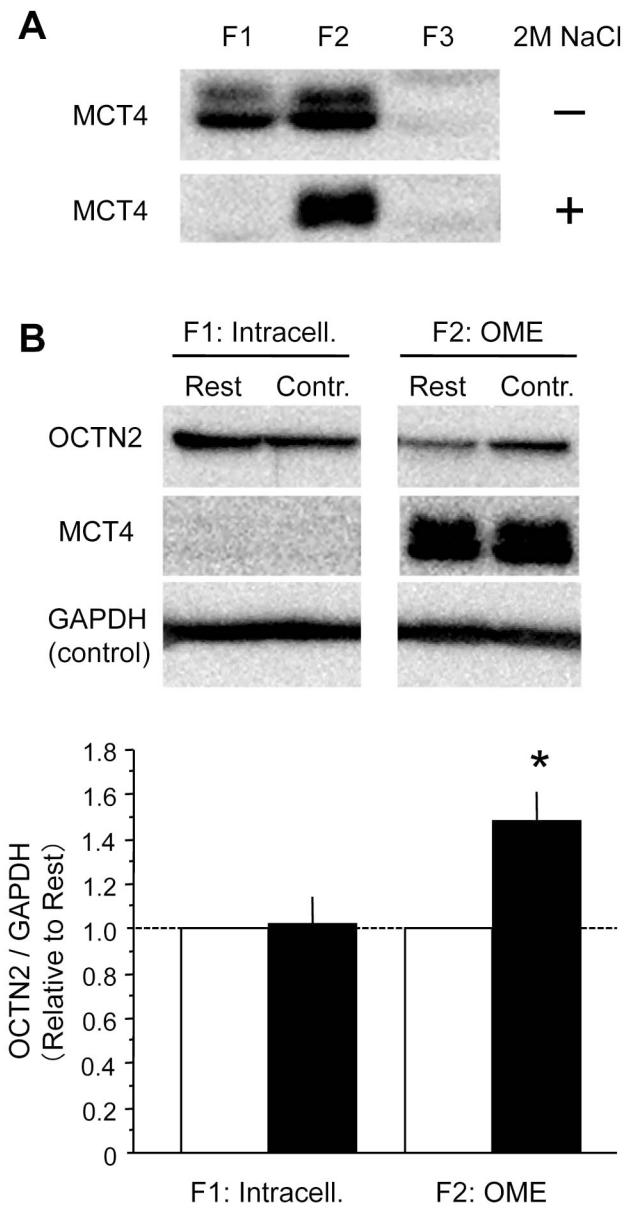 A
F1 F2 F3 2M NaCl
MCT4 −
MCT4 +
B
F1: Intracell. F2: OME
Rest Contr. Rest Contr.
OCTN2
MCT4
GAPDH
(control)
1.8
*
1.6
1.4
1.2
1.0
0.8
0.6
0.4
0.2
0
OCTN2 / GAPDH
(Relative to Rest)
F1: Intracell. F2: OME